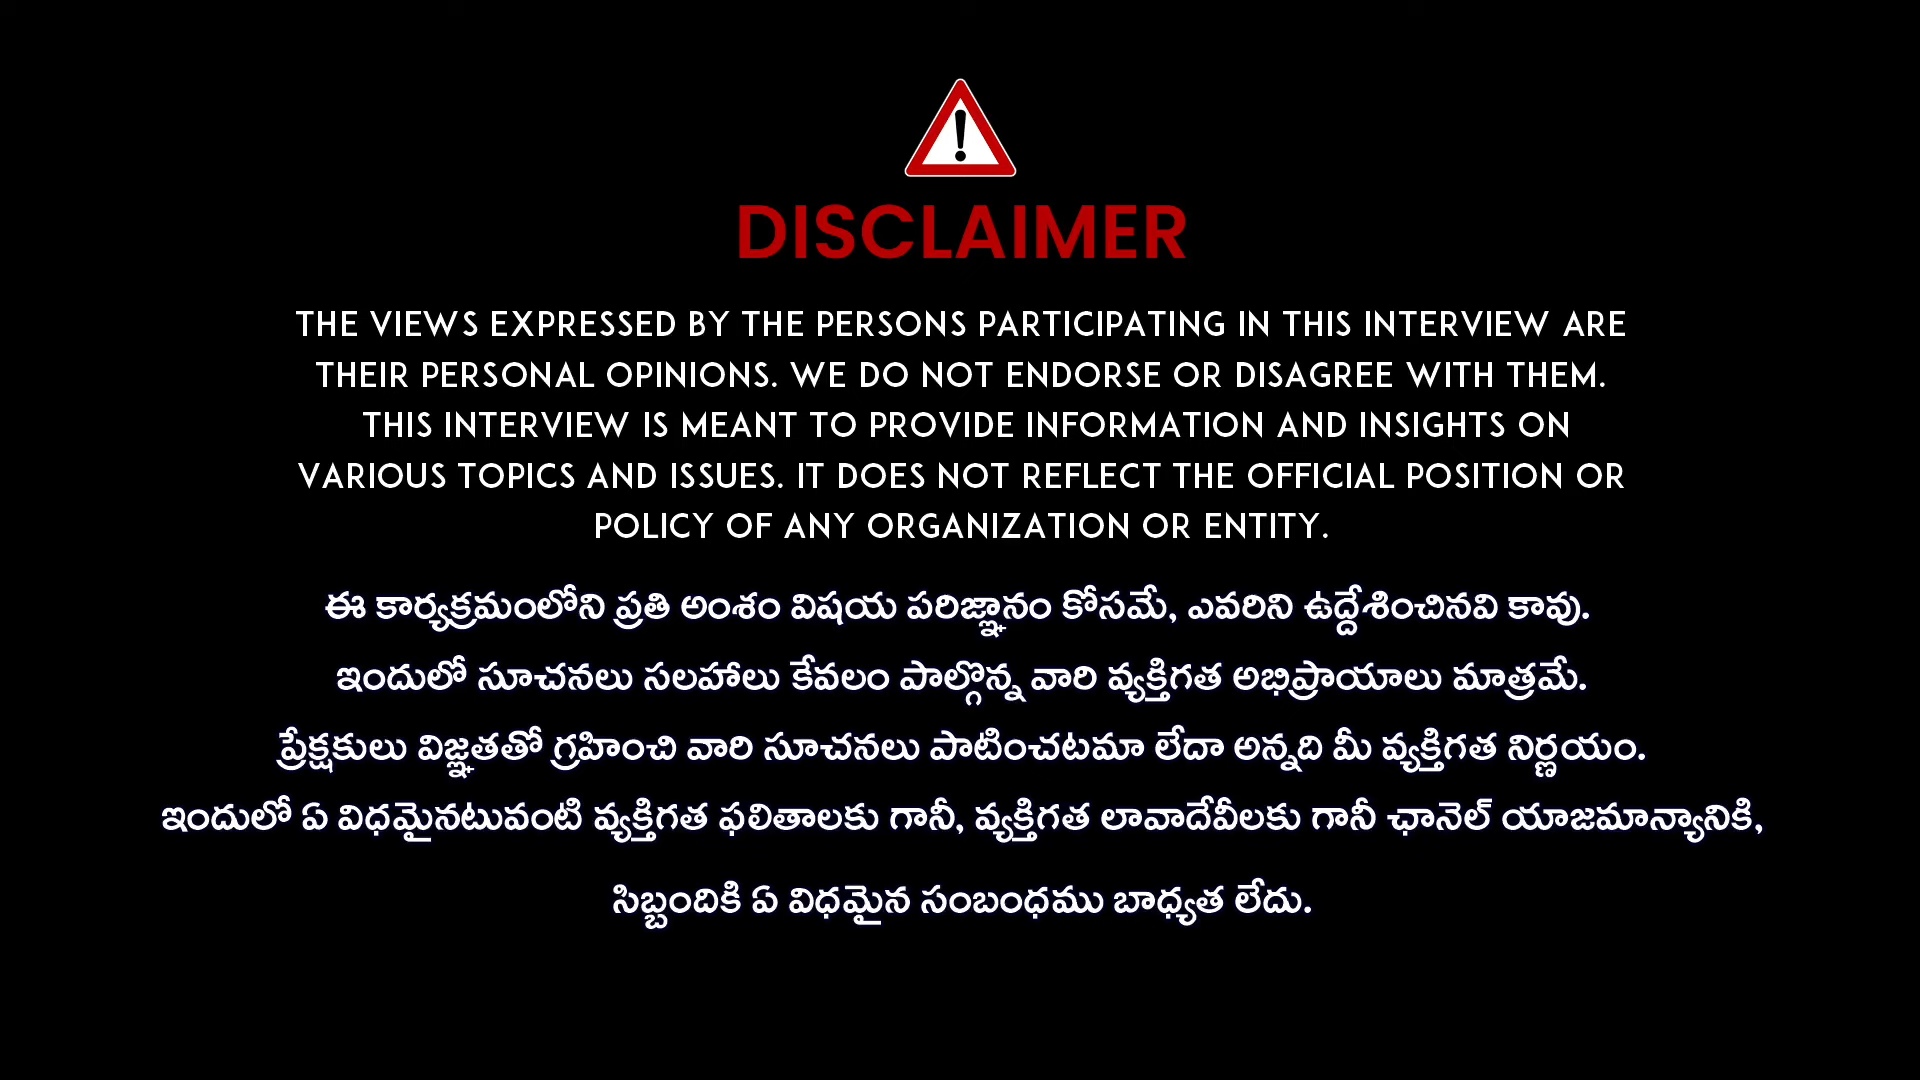 DISCLAIMER
THE VIEWS EXPRESSED BY THE PERSONS PARTICIPATING IN THIS INTERVIEW ARE
THEIR PERSONAL OPINIONS. WE DO NOT ENDORSE OR DISAGREE WITH THEM.
THIS INTERVIEW IS MEANT TO PROVIDE INFORMATION AND INSIGHTS ON
VARIOUS TOPICS AND ISSUES. IT DOES NOT REFLECT THE OFFICIAL POSITION OR
POLICY OF ANY ORGANIZATION OR ENTITY.
ఈ కార్యక్రమంలోని ప్రతి అంశం విషయ పరిజ్ఞానం కోసమే, ఎవరిని ఉద్దేశించినవి కావు.
ఇందులో సూచనలు సలహాలు కేవలం పాల్గొన్న వారి వ్యక్తిగత అభిప్రాయాలు మాత్రమే.
ప్రేక్షకులు విజ్ఞతతో గ్రహించి వారి సూచనలు పాటించటమా లేదా అన్నది మీ వ్యక్తిగత నిర్ణయం.
ఇందులో ఏ విధమైనటువంటి వ్యక్తిగత ఫలితాలకు గానీ, వ్యక్తిగత లావాదేవీలకు గానీ ఛానెల్ యాజమాన్యానికి,
సిబ్బందికి ఏ విధమైన సంబంధము బాధ్యత లేదు.